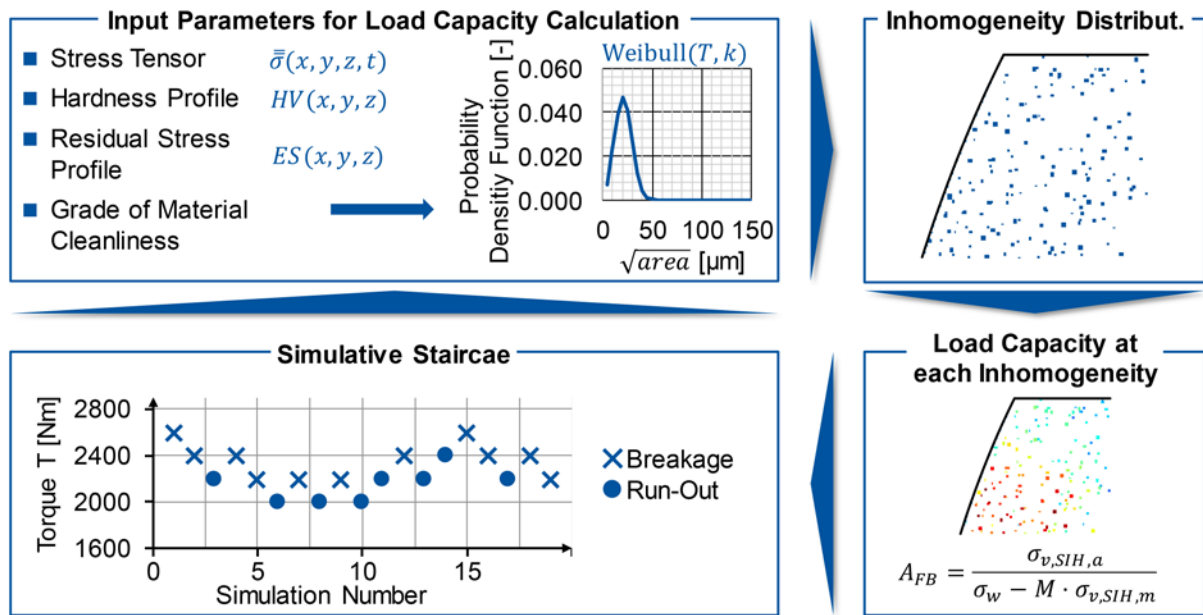 Input Parameters for Load Capacity Calculation
Stress Tensor
σ̿(x, y, z, t)
Hardness Profile
HV(x, y, z)
Residual Stress
Profile
ES(x, y, z)
Grade of Material
Cleanliness
Probability
Densitiy Function [-]
Weibull(T, k)
0.060
0.040
0.020
0.000
0 50 100 150
√area [µm]
Inhomogeneity Distribut.
Simulative Staircae
Torque T [Nm]
2800
2400
2000
1600
0 5 10 15
Simulation Number
Breakage
Run-Out
Load Capacity at
each Inhomogeneity
A_FB = σ_v,SIH,a / (σ_w − M · σ_v,SIH,m)